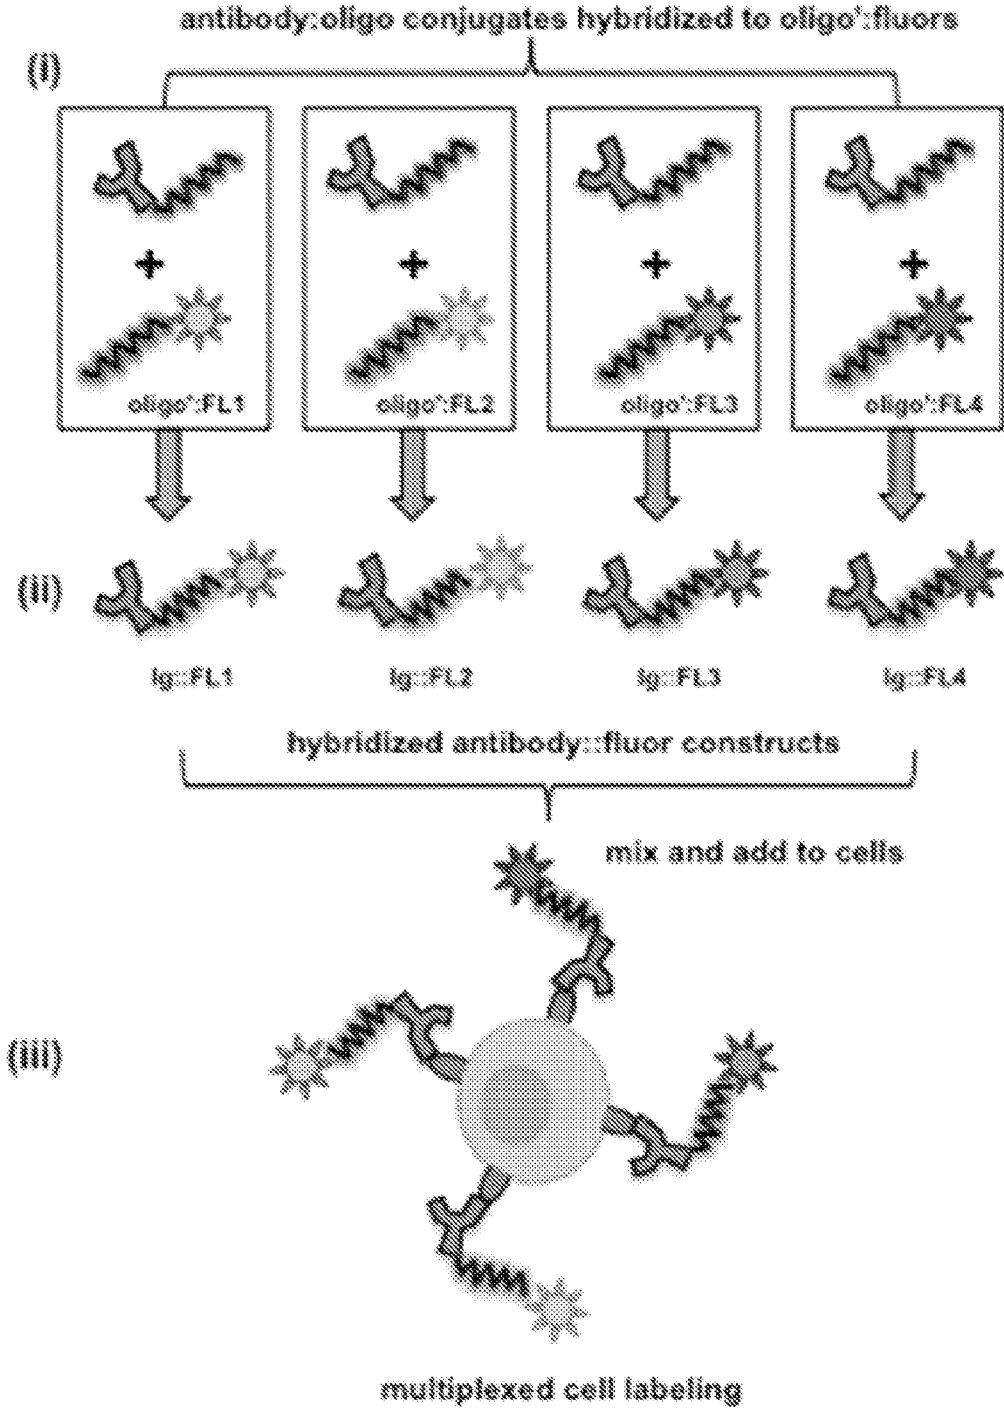 antibody:oligo conjugates hybridized to oligo':fluors
(i)
+ + + +
oligo':FL1 oligo':FL2 oligo':FL3 oligo':FL4
(ii)
Ig::FL1 Ig::FL2 Ig::FL3 Ig::FL4
hybridized antibody::fluor constructs
mix and add to cells
(iii)
multiplexed cell labeling